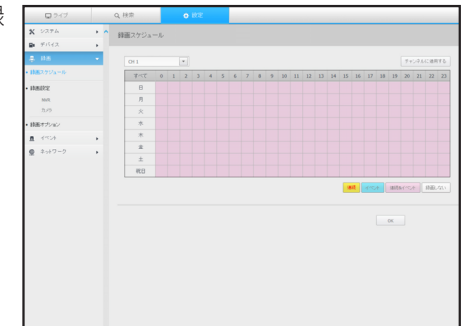 ライブ
検索
設定
システム
デバイス
録画
録画スケジュール
録画設定
NVR
カメラ
録画オプション
イベント
ネットワーク
録画スケジュール
CH 1
チャンネルに適用する
すべて 0 1 2 3 4 5 6 7 8 9 10 11 12 13 14 15 16 17 18 19 20 21 22 23
日
月
火
水
木
金
土
祝日
連続 イベント 連続&イベント 録画しない
OK